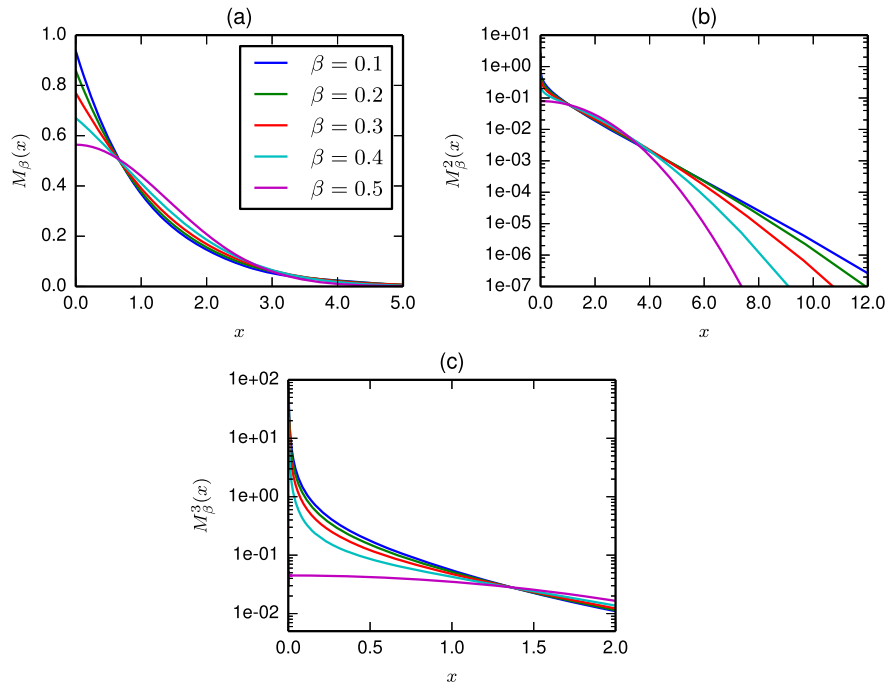 (a)
1.0
0.8
0.6
0.4
0.2
0.0
M_β(x)
0.0 1.0 2.0 3.0 4.0 5.0
x
β = 0.1
β = 0.2
β = 0.3
β = 0.4
β = 0.5
(b)
1e+01
1e+00
1e-01
1e-02
1e-03
1e-04
1e-05
1e-06
1e-07
M²_β(x)
0.0 2.0 4.0 6.0 8.0 10.0 12.0
x
(c)
1e+02
1e+01
1e+00
1e-01
1e-02
M³_β(x)
0.0 0.5 1.0 1.5 2.0
x